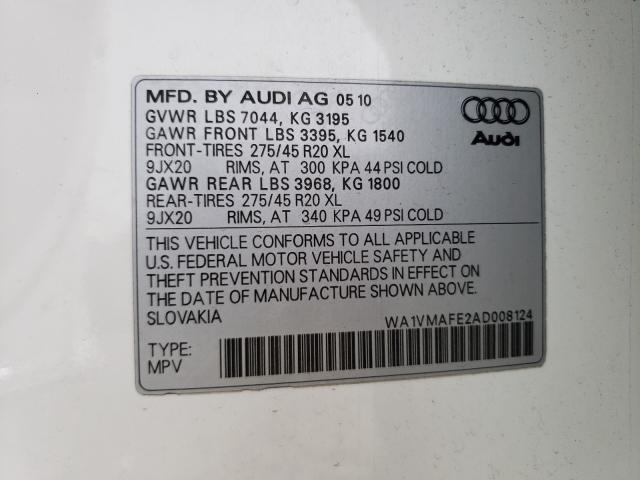 MFD. BY AUDI AG 05 10
GVWR LBS 7044, KG 3195
GAWR FRONT LBS 3395, KG 1540
FRONT-TIRES 275/45 R20 XL
9JX20 RIMS, AT 300 KPA 44 PSI COLD
GAWR REAR LBS 3968, KG 1800
REAR-TIRES 275/45 R20 XL
9JX20 RIMS, AT 340 KPA 49 PSI COLD
Audi
THIS VEHICLE CONFORMS TO ALL APPLICABLE
U.S. FEDERAL MOTOR VEHICLE SAFETY AND
THEFT PREVENTION STANDARDS IN EFFECT ON
THE DATE OF MANUFACTURE SHOWN ABOVE.
SLOVAKIA
WA1VMAFE2AD008124
TYPE:
MPV